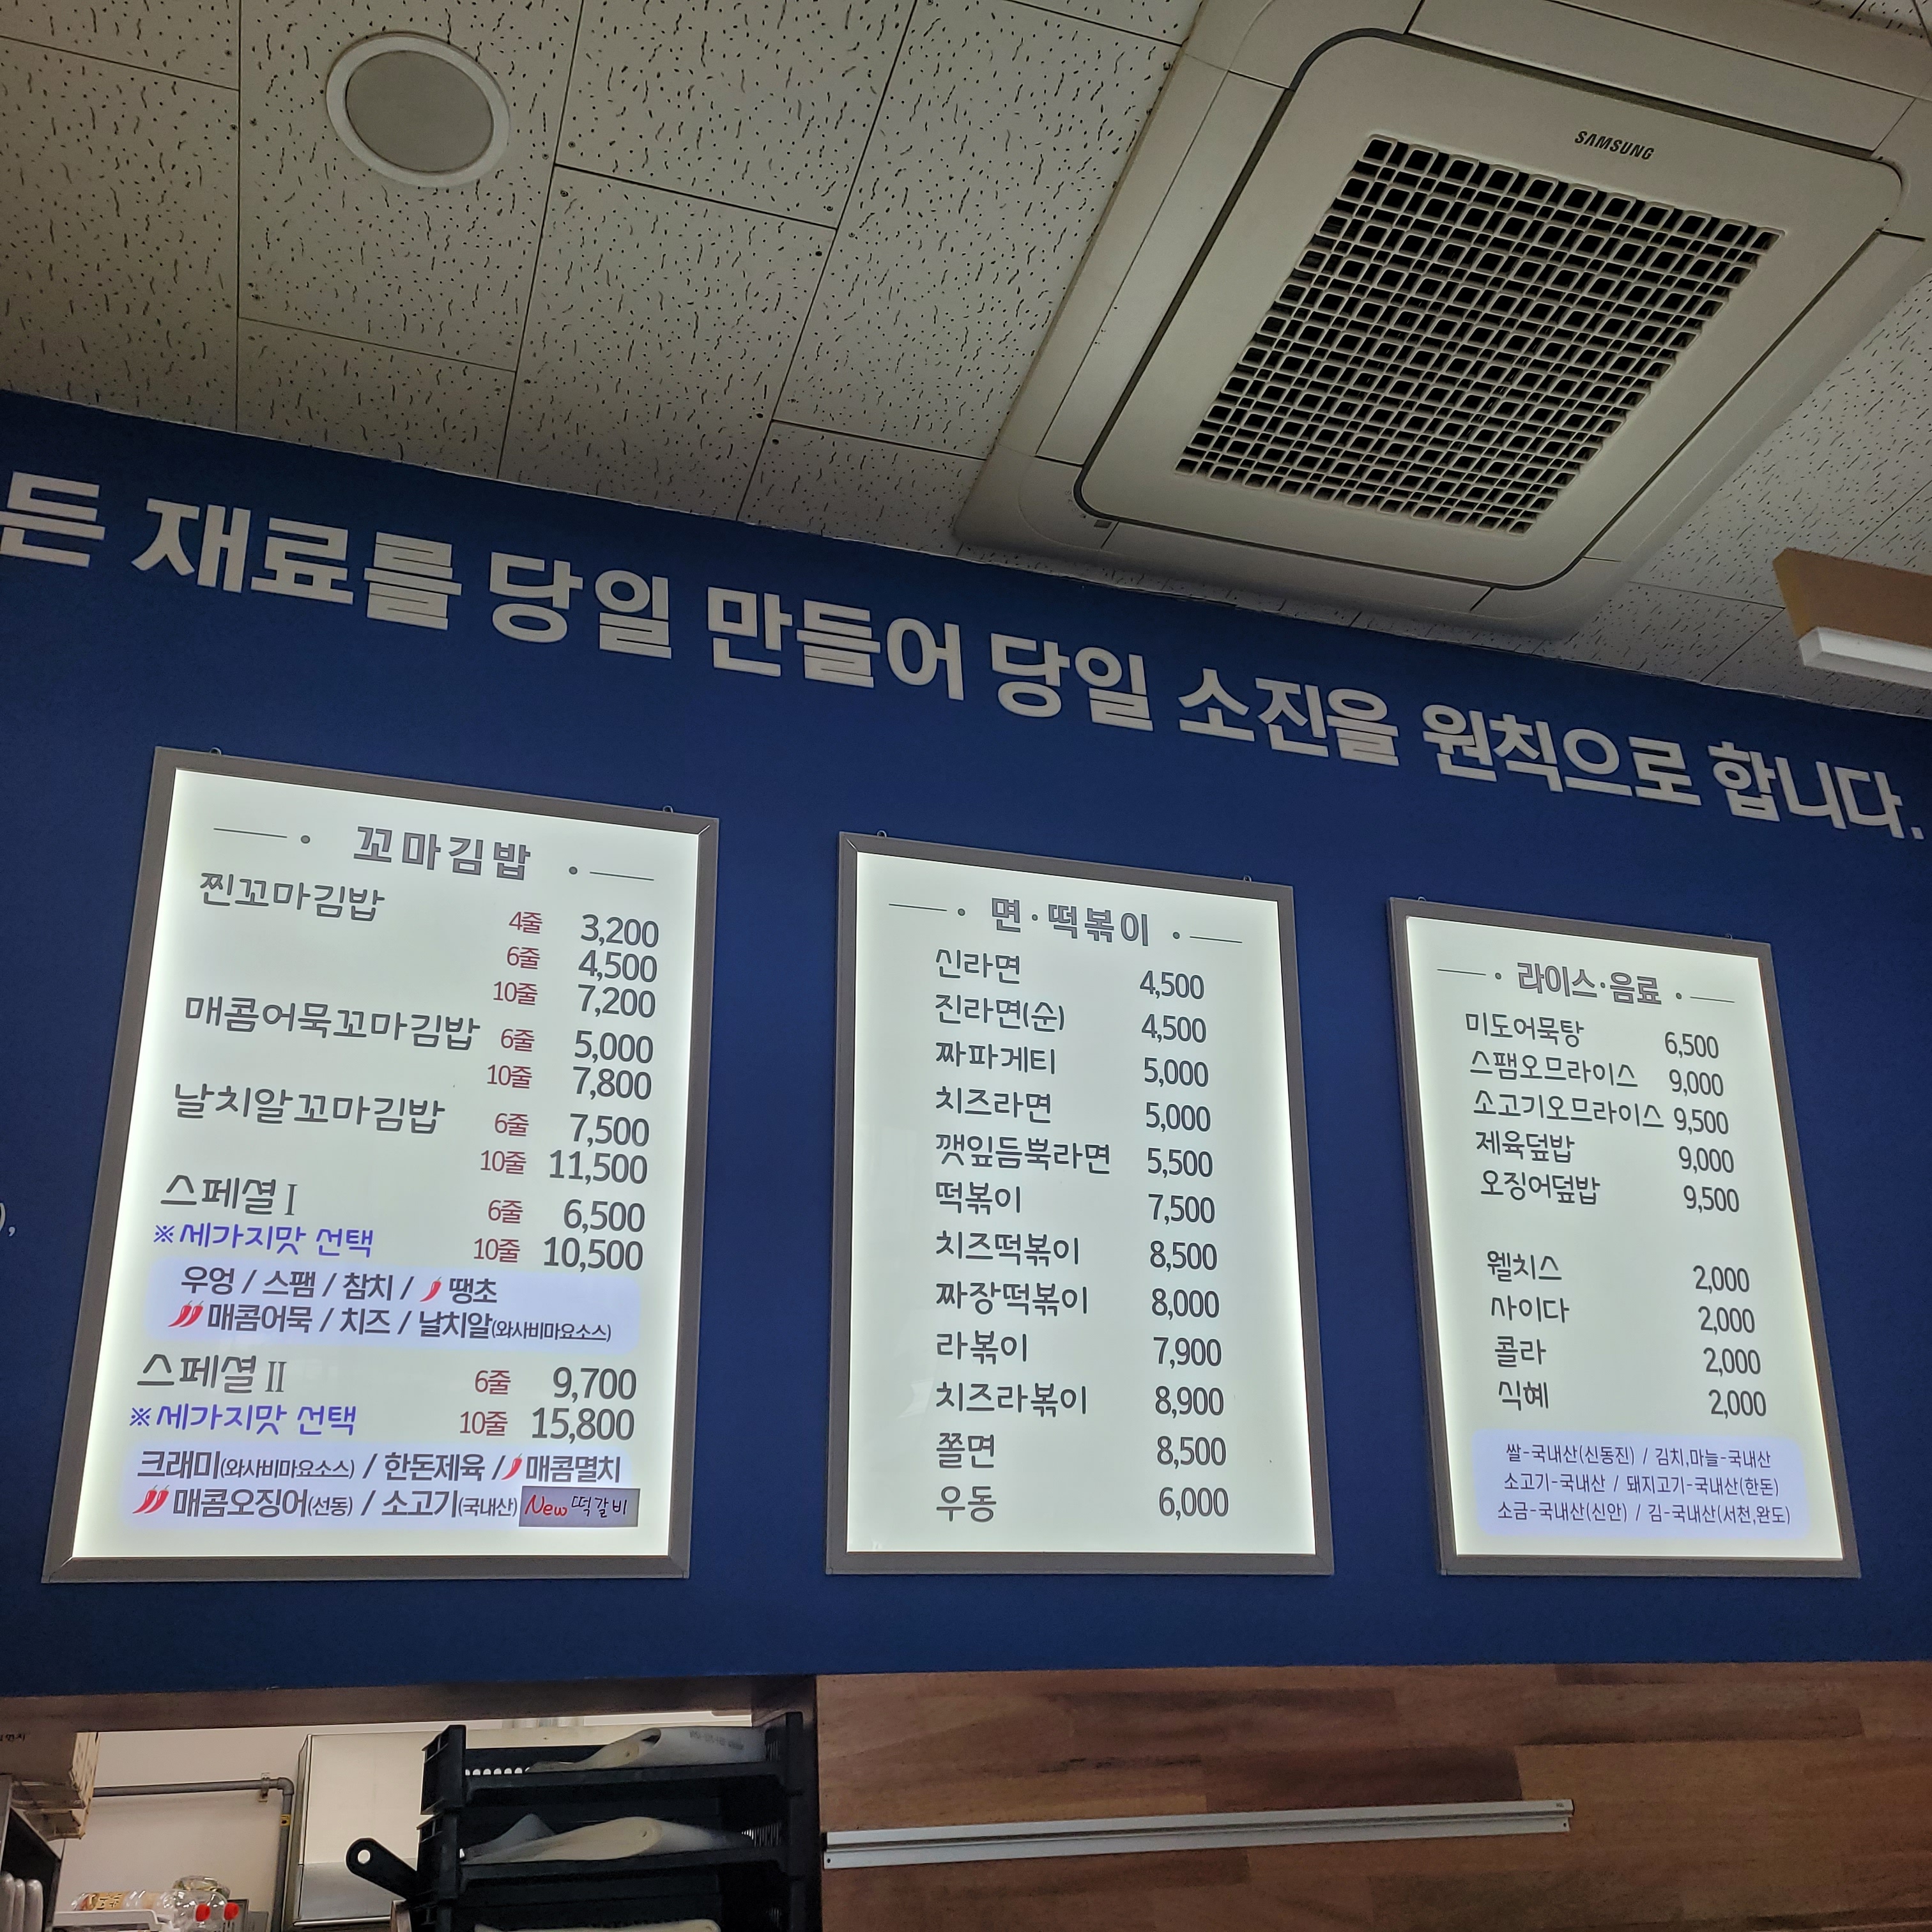 SAMSUNG
든 재료를 당일 만들어 당일 소진을 원칙으로 합니다.
꼬마김밥
찐꼬마김밥 4줄 3,200
6줄 4,500
10줄 7,200
매콤어묵꼬마김밥 6줄 5,000
10줄 7,800
날치알꼬마김밥 6줄 7,500
10줄 11,500
스페셜 I 6줄 6,500
※세가지맛 선택 10줄 10,500
우엉 / 스팸 / 참치 / 땡초
매콤어묵 / 치즈 / 날치알(와사비마요소스)
스페셜 II 6줄 9,700
※세가지맛 선택 10줄 15,800
크래미(와사비마요소스) / 한돈제육 / 매콤멸치
매콤오징어(선동) / 소고기(국내산) New 떡갈비
면·떡볶이
신라면 4,500
진라면(순) 4,500
짜파게티 5,000
치즈라면 5,000
깻잎듬뿍라면 5,500
떡볶이 7,500
치즈떡볶이 8,500
짜장떡볶이 8,000
라볶이 7,900
치즈라볶이 8,900
쫄면 8,500
우동 6,000
라이스·음료
미도어묵탕 6,500
스팸오므라이스 9,000
소고기오므라이스 9,500
제육덮밥 9,000
오징어덮밥 9,500
웰치스 2,000
사이다 2,000
콜라 2,000
식혜 2,000
쌀-국내산(신동진) / 김치,마늘-국내산
소고기-국내산 / 돼지고기-국내산(한돈)
소금-국내산(신안) / 김-국내산(서천,완도)